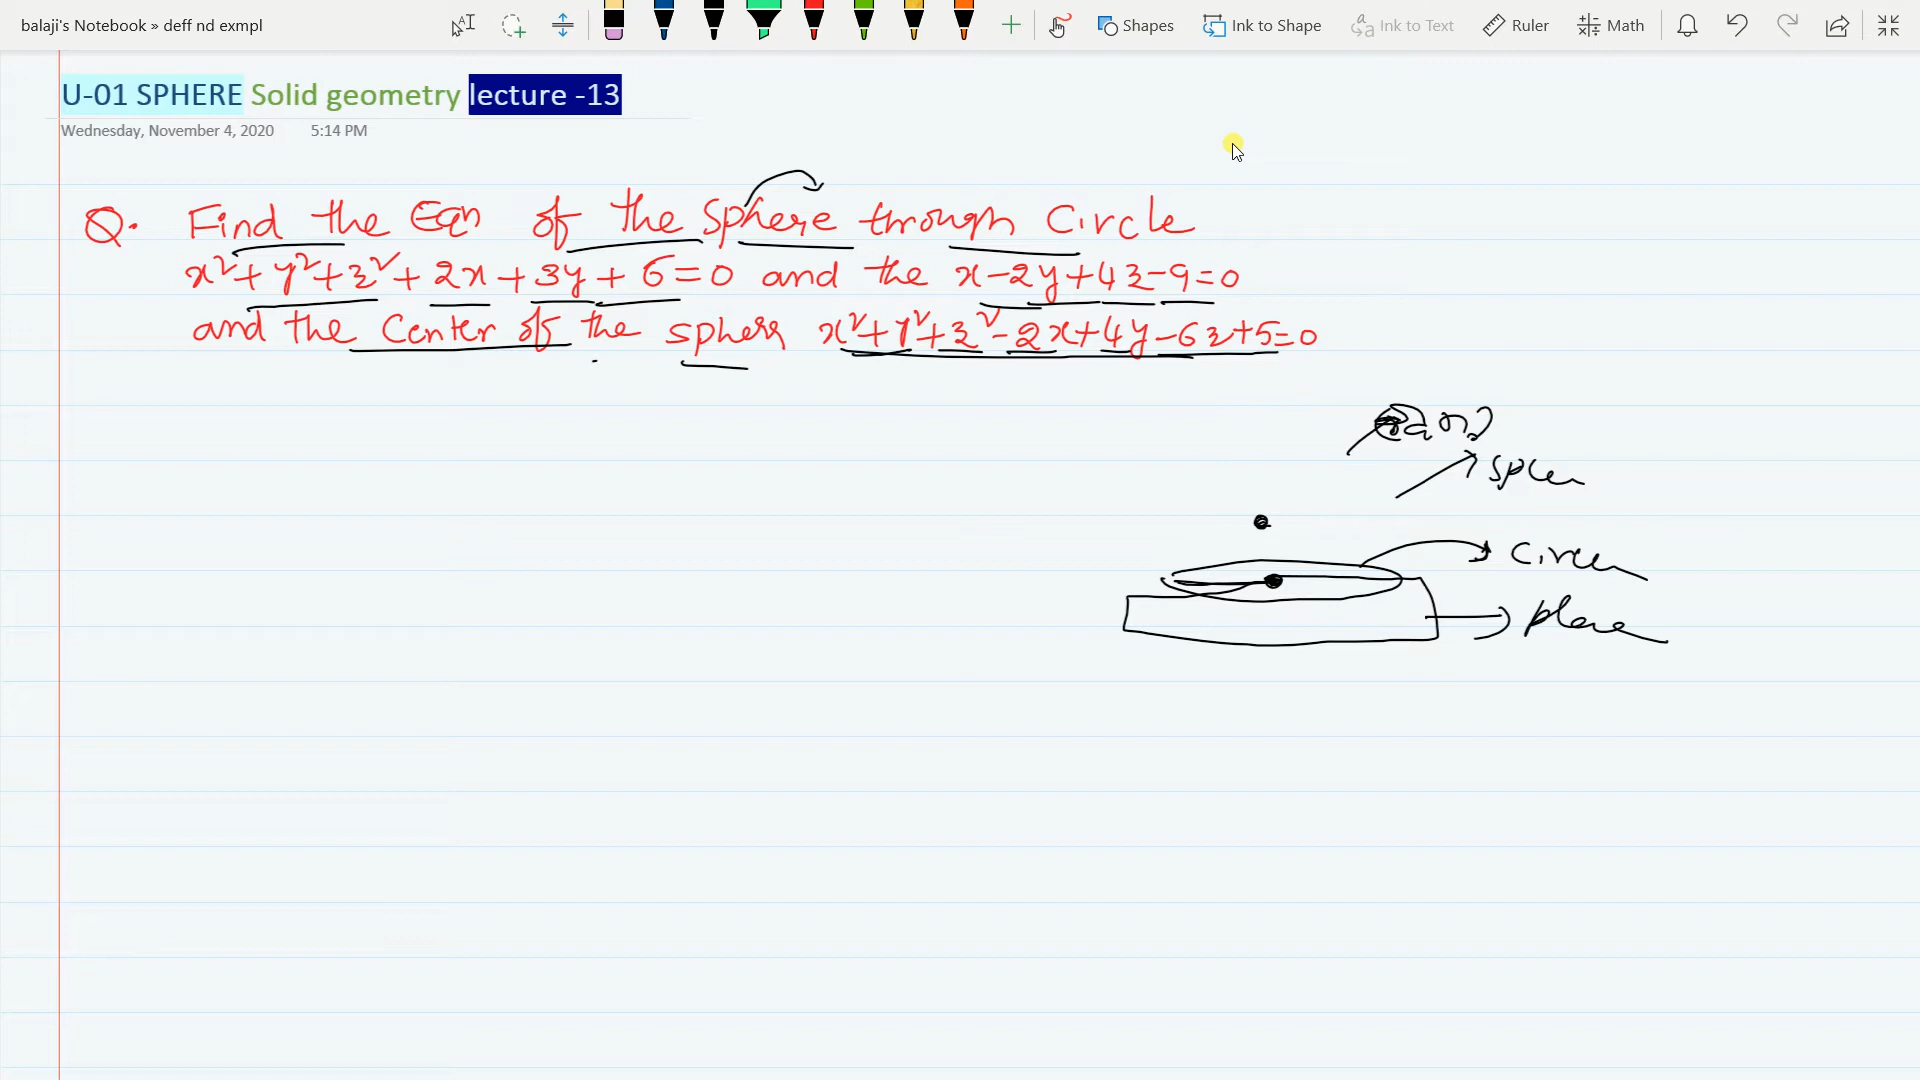 balaji's Notebook » deff nd exmpl
Shapes Ink to Shape Ink to Text Ruler Math
U-01 SPHERE Solid geometry lecture -13
Wednesday, November 4, 2020 5:14 PM
Q. Find the Eqn of the Sphere through Circle
x²+y²+z²+2x+3y+6=0 and the x-2y+4z-9=0
and the Center of the spher x²+y²+z²-2x+4y-6z+5=0
Circle
plane